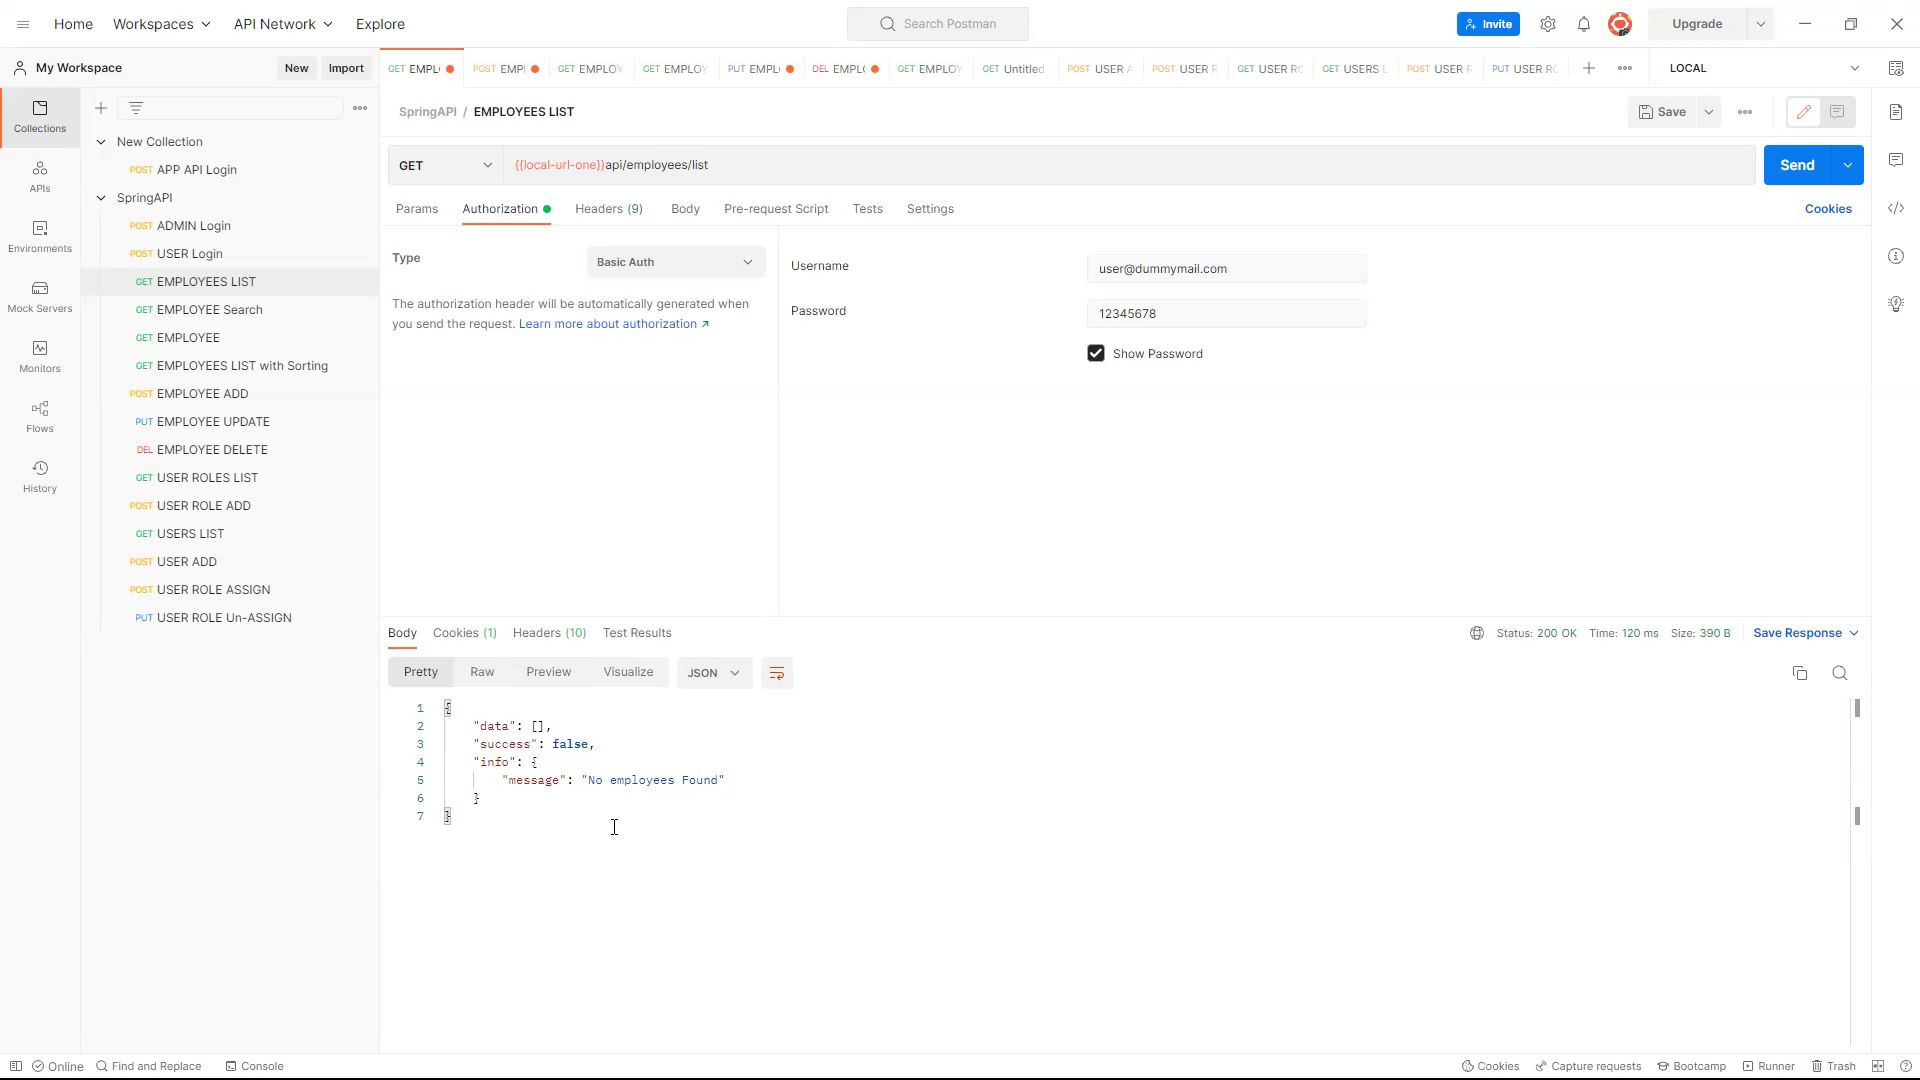 Home Workspaces API Network Explore
Search Postman
Invite
Upgrade
My Workspace
New Import
GET EMPL POST EMPI GET EMPLOY GET EMPLOY PUT EMPL DEL EMPL GET EMPLOY GET Untitled POST USER A POST USER F GET USER RC GET USERS L POST USER F PUT USER RC
LOCAL
Collections
APIs
Environments
Mock Servers
Monitors
Flows
History
New Collection
POST APP API Login
SpringAPI
POST ADMIN Login
POST USER Login
GET EMPLOYEES LIST
GET EMPLOYEE Search
GET EMPLOYEE
GET EMPLOYEES LIST with Sorting
POST EMPLOYEE ADD
PUT EMPLOYEE UPDATE
DEL EMPLOYEE DELETE
GET USER ROLES LIST
POST USER ROLE ADD
GET USERS LIST
POST USER ADD
POST USER ROLE ASSIGN
PUT USER ROLE Un-ASSIGN
SpringAPI / EMPLOYEES LIST
Save
GET {{local-url-one}}api/employees/list
Send
Params Authorization Headers (9) Body Pre-request Script Tests Settings
Cookies
Type Basic Auth
The authorization header will be automatically generated when
you send the request. Learn more about authorization ↗
Username user@dummymail.com
Password 12345678
Show Password
Body Cookies (1) Headers (10) Test Results
Status: 200 OK Time: 120 ms Size: 390 B Save Response
Pretty Raw Preview Visualize JSON
1 {
2 "data": [],
3 "success": false,
4 "info": {
5 "message": "No employees Found"
6 }
7 }
Online Find and Replace Console
Cookies Capture requests Bootcamp Runner Trash